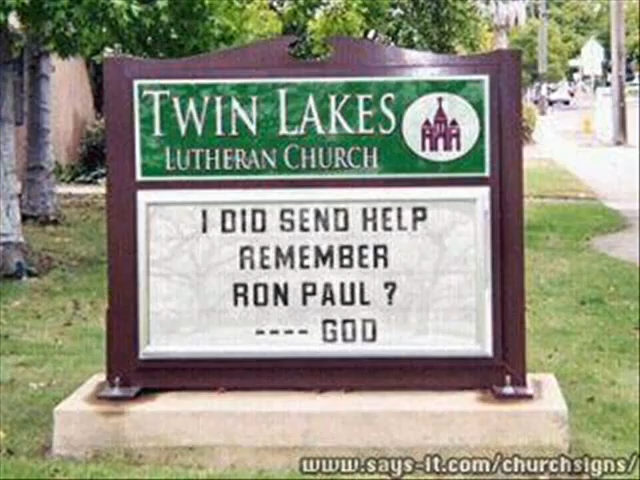 TWIN LAKES
LUTHERAN CHURCH
I DID SEND HELP
REMEMBER
RON PAUL ?
---- GOD
www.says-it.com/churchsigns/